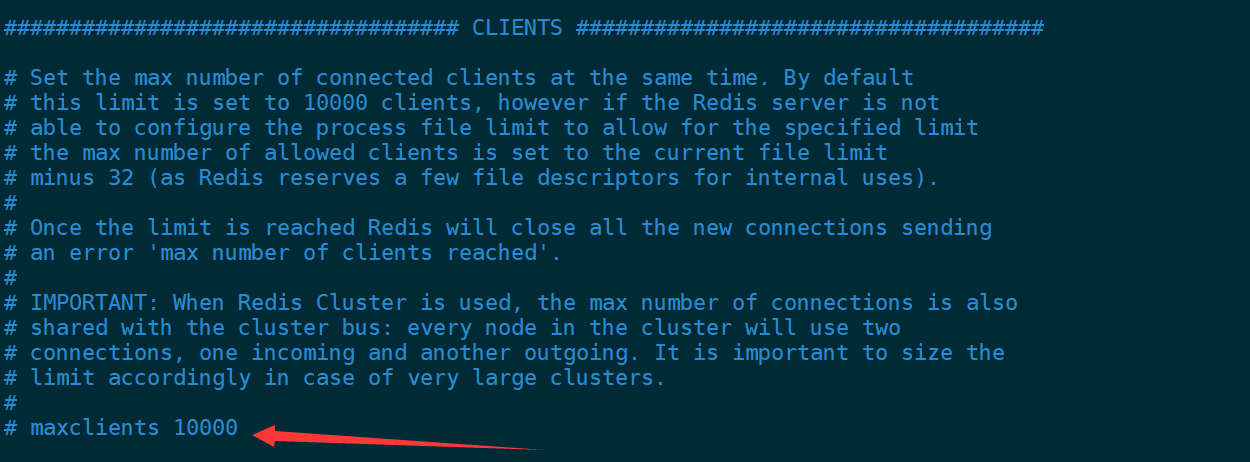 ################################### CLIENTS ####################################
# Set the max number of connected clients at the same time. By default
# this limit is set to 10000 clients, however if the Redis server is not
# able to configure the process file limit to allow for the specified limit
# the max number of allowed clients is set to the current file limit
# minus 32 (as Redis reserves a few file descriptors for internal uses).
#
# Once the limit is reached Redis will close all the new connections sending
# an error 'max number of clients reached'.
#
# IMPORTANT: When Redis Cluster is used, the max number of connections is also
# shared with the cluster bus: every node in the cluster will use two
# connections, one incoming and another outgoing. It is important to size the
# limit accordingly in case of very large clusters.
#
# maxclients 10000